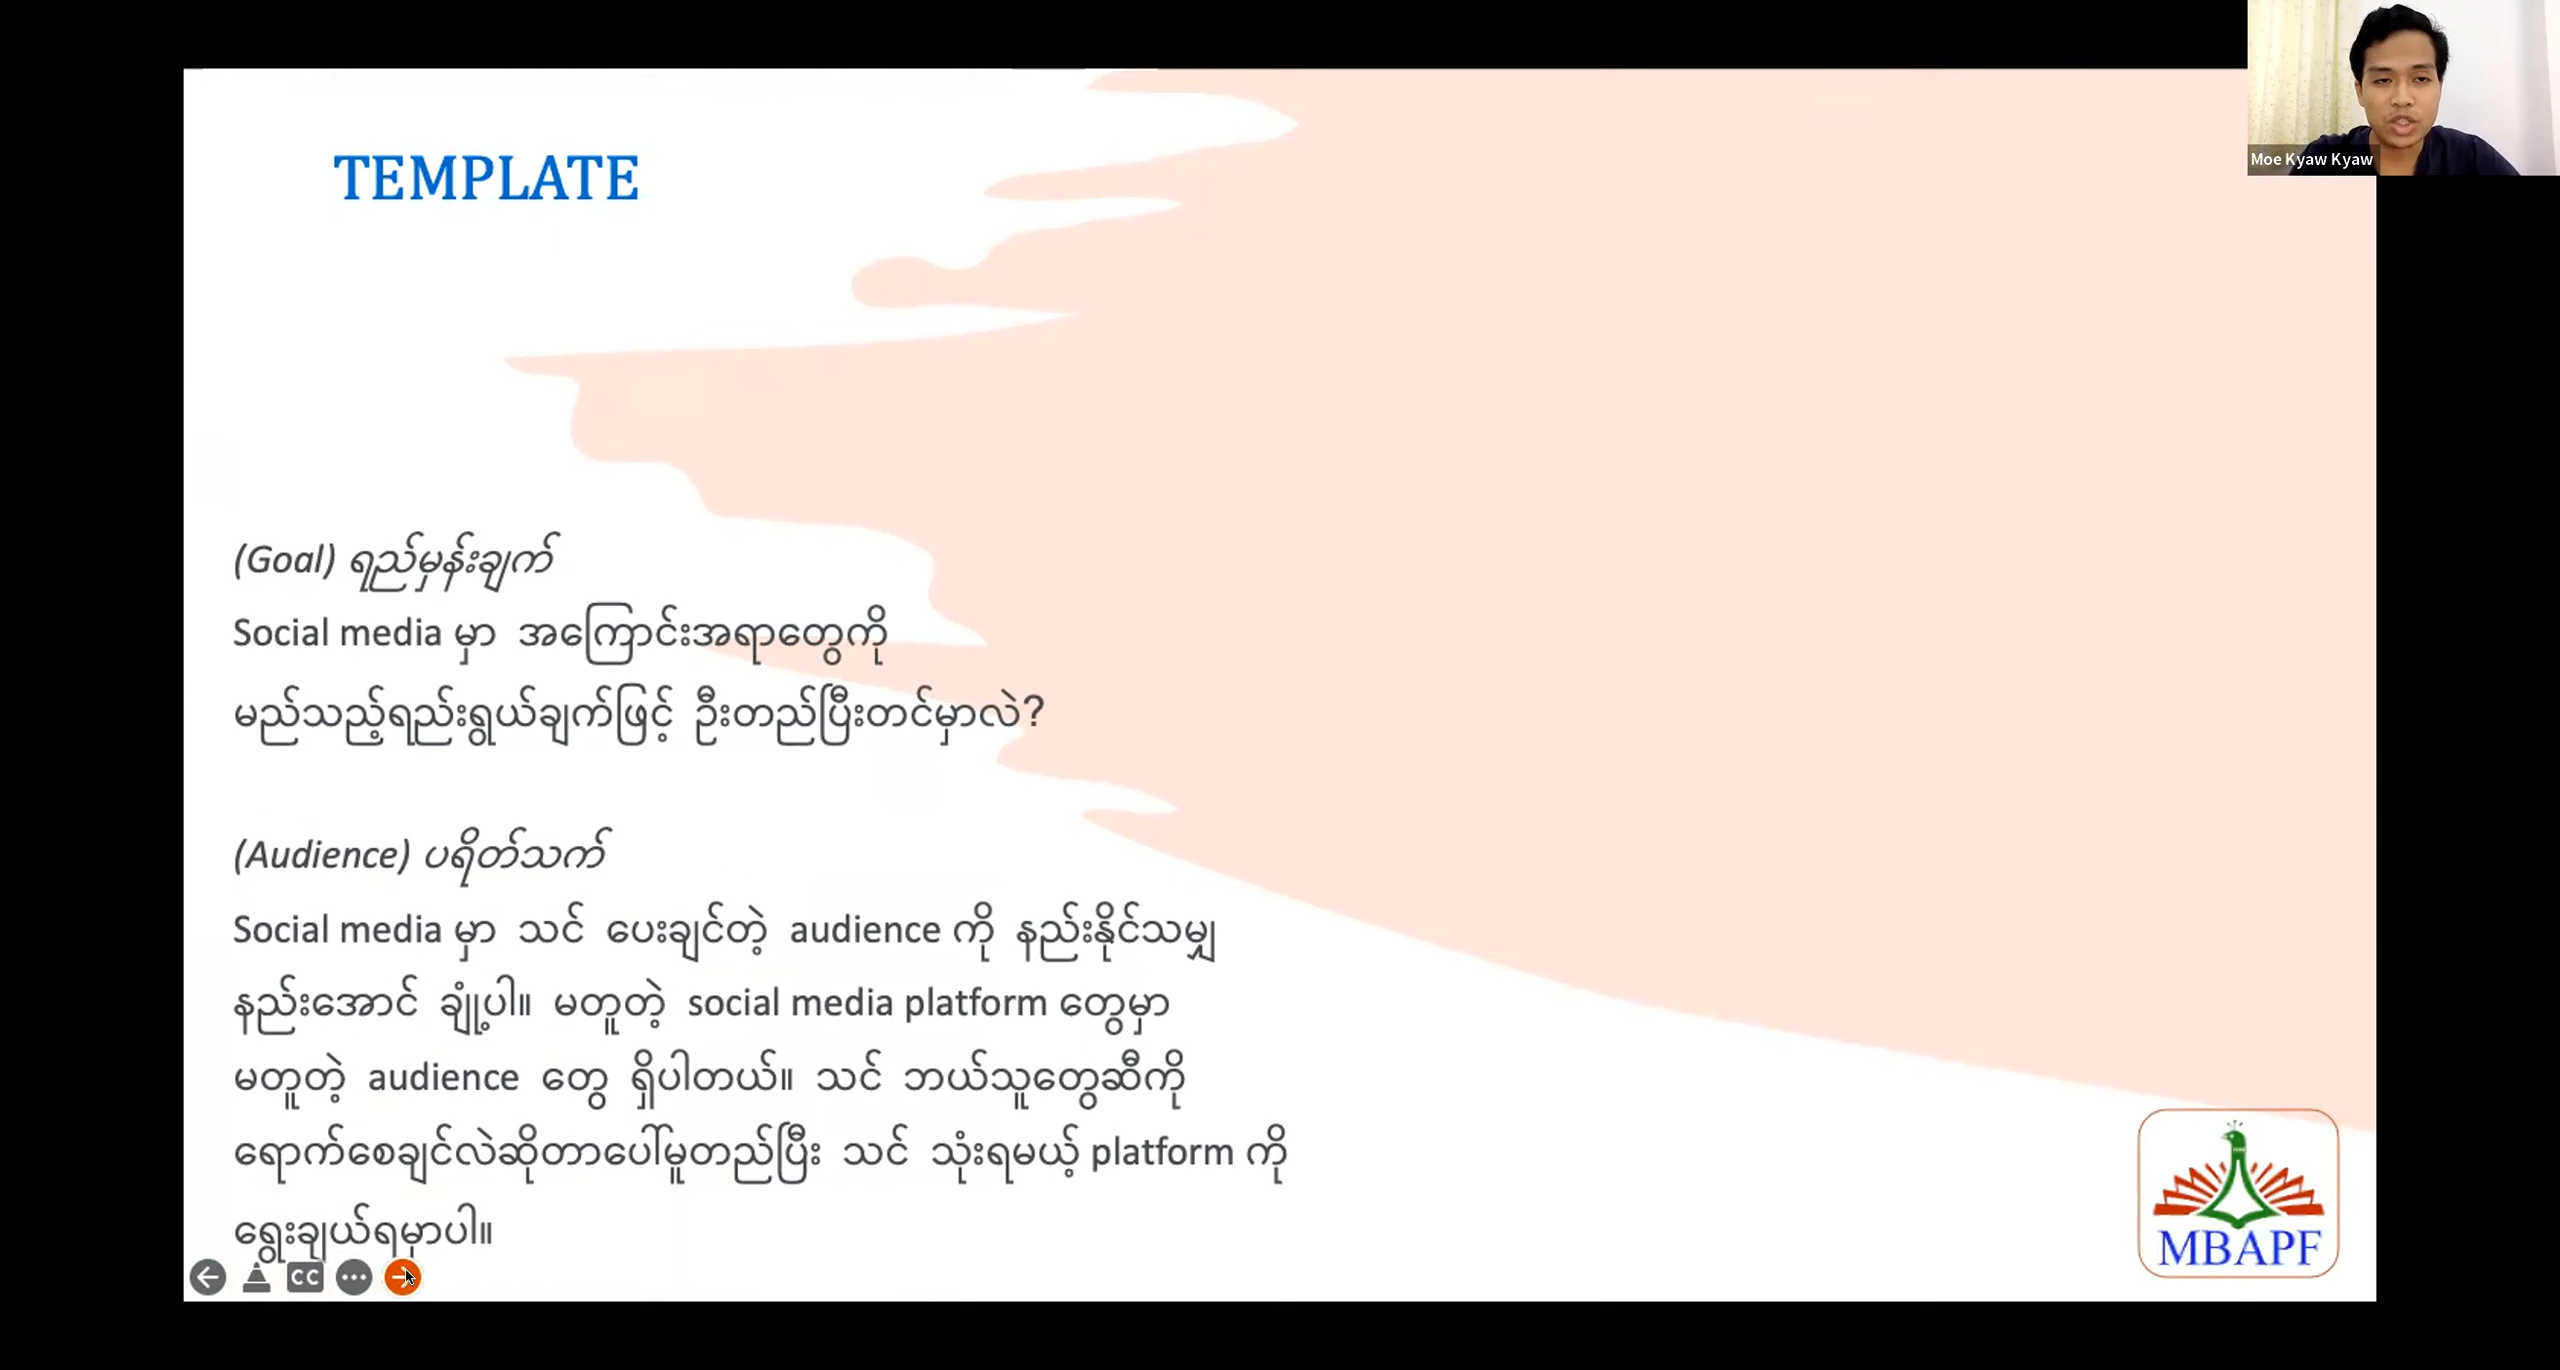 TEMPLATE
Moe Kyaw Kyaw
(Goal) ရည်မှန်းချက်
Social media မှာ အကြောင်းအရာတွေကို
မည်သည့်ရည်းရွယ်ချက်ဖြင့် ဦးတည်ပြီးတင်မှာလဲ?
(Audience) ပရိတ်သက်
Social media မှာ သင် ပေးချင်တဲ့ audience ကို နည်းနိုင်သမျှ
နည်းအောင် ချုံ့ပါ။ မတူတဲ့ social media platform တွေမှာ
မတူတဲ့ audience တွေ ရှိပါတယ်။ သင် ဘယ်သူတွေဆီကို
ရောက်စေချင်လဲဆိုတာပေါ်မူတည်ပြီး သင် သုံးရမယ့် platform ကို
ရွေးချယ်ရမှာပါ။
CC
MBAPF